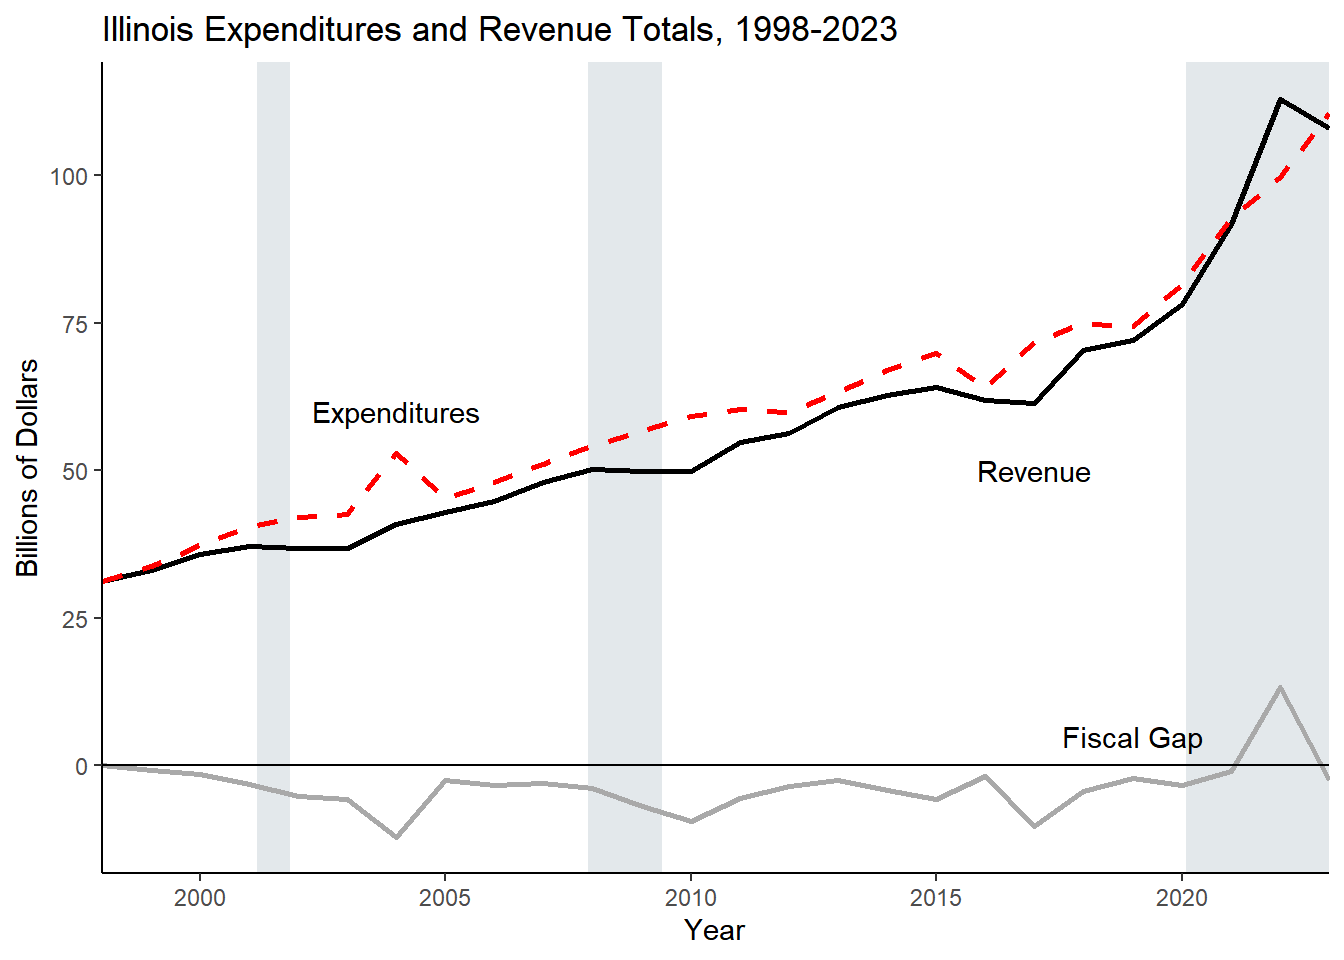 Illinois Expenditures and Revenue Totals, 1998-2023
Billions of Dollars
100
75
50
25
0
Expenditures
Revenue
Fiscal Gap
2000
2005
2010
2015
2020
Year